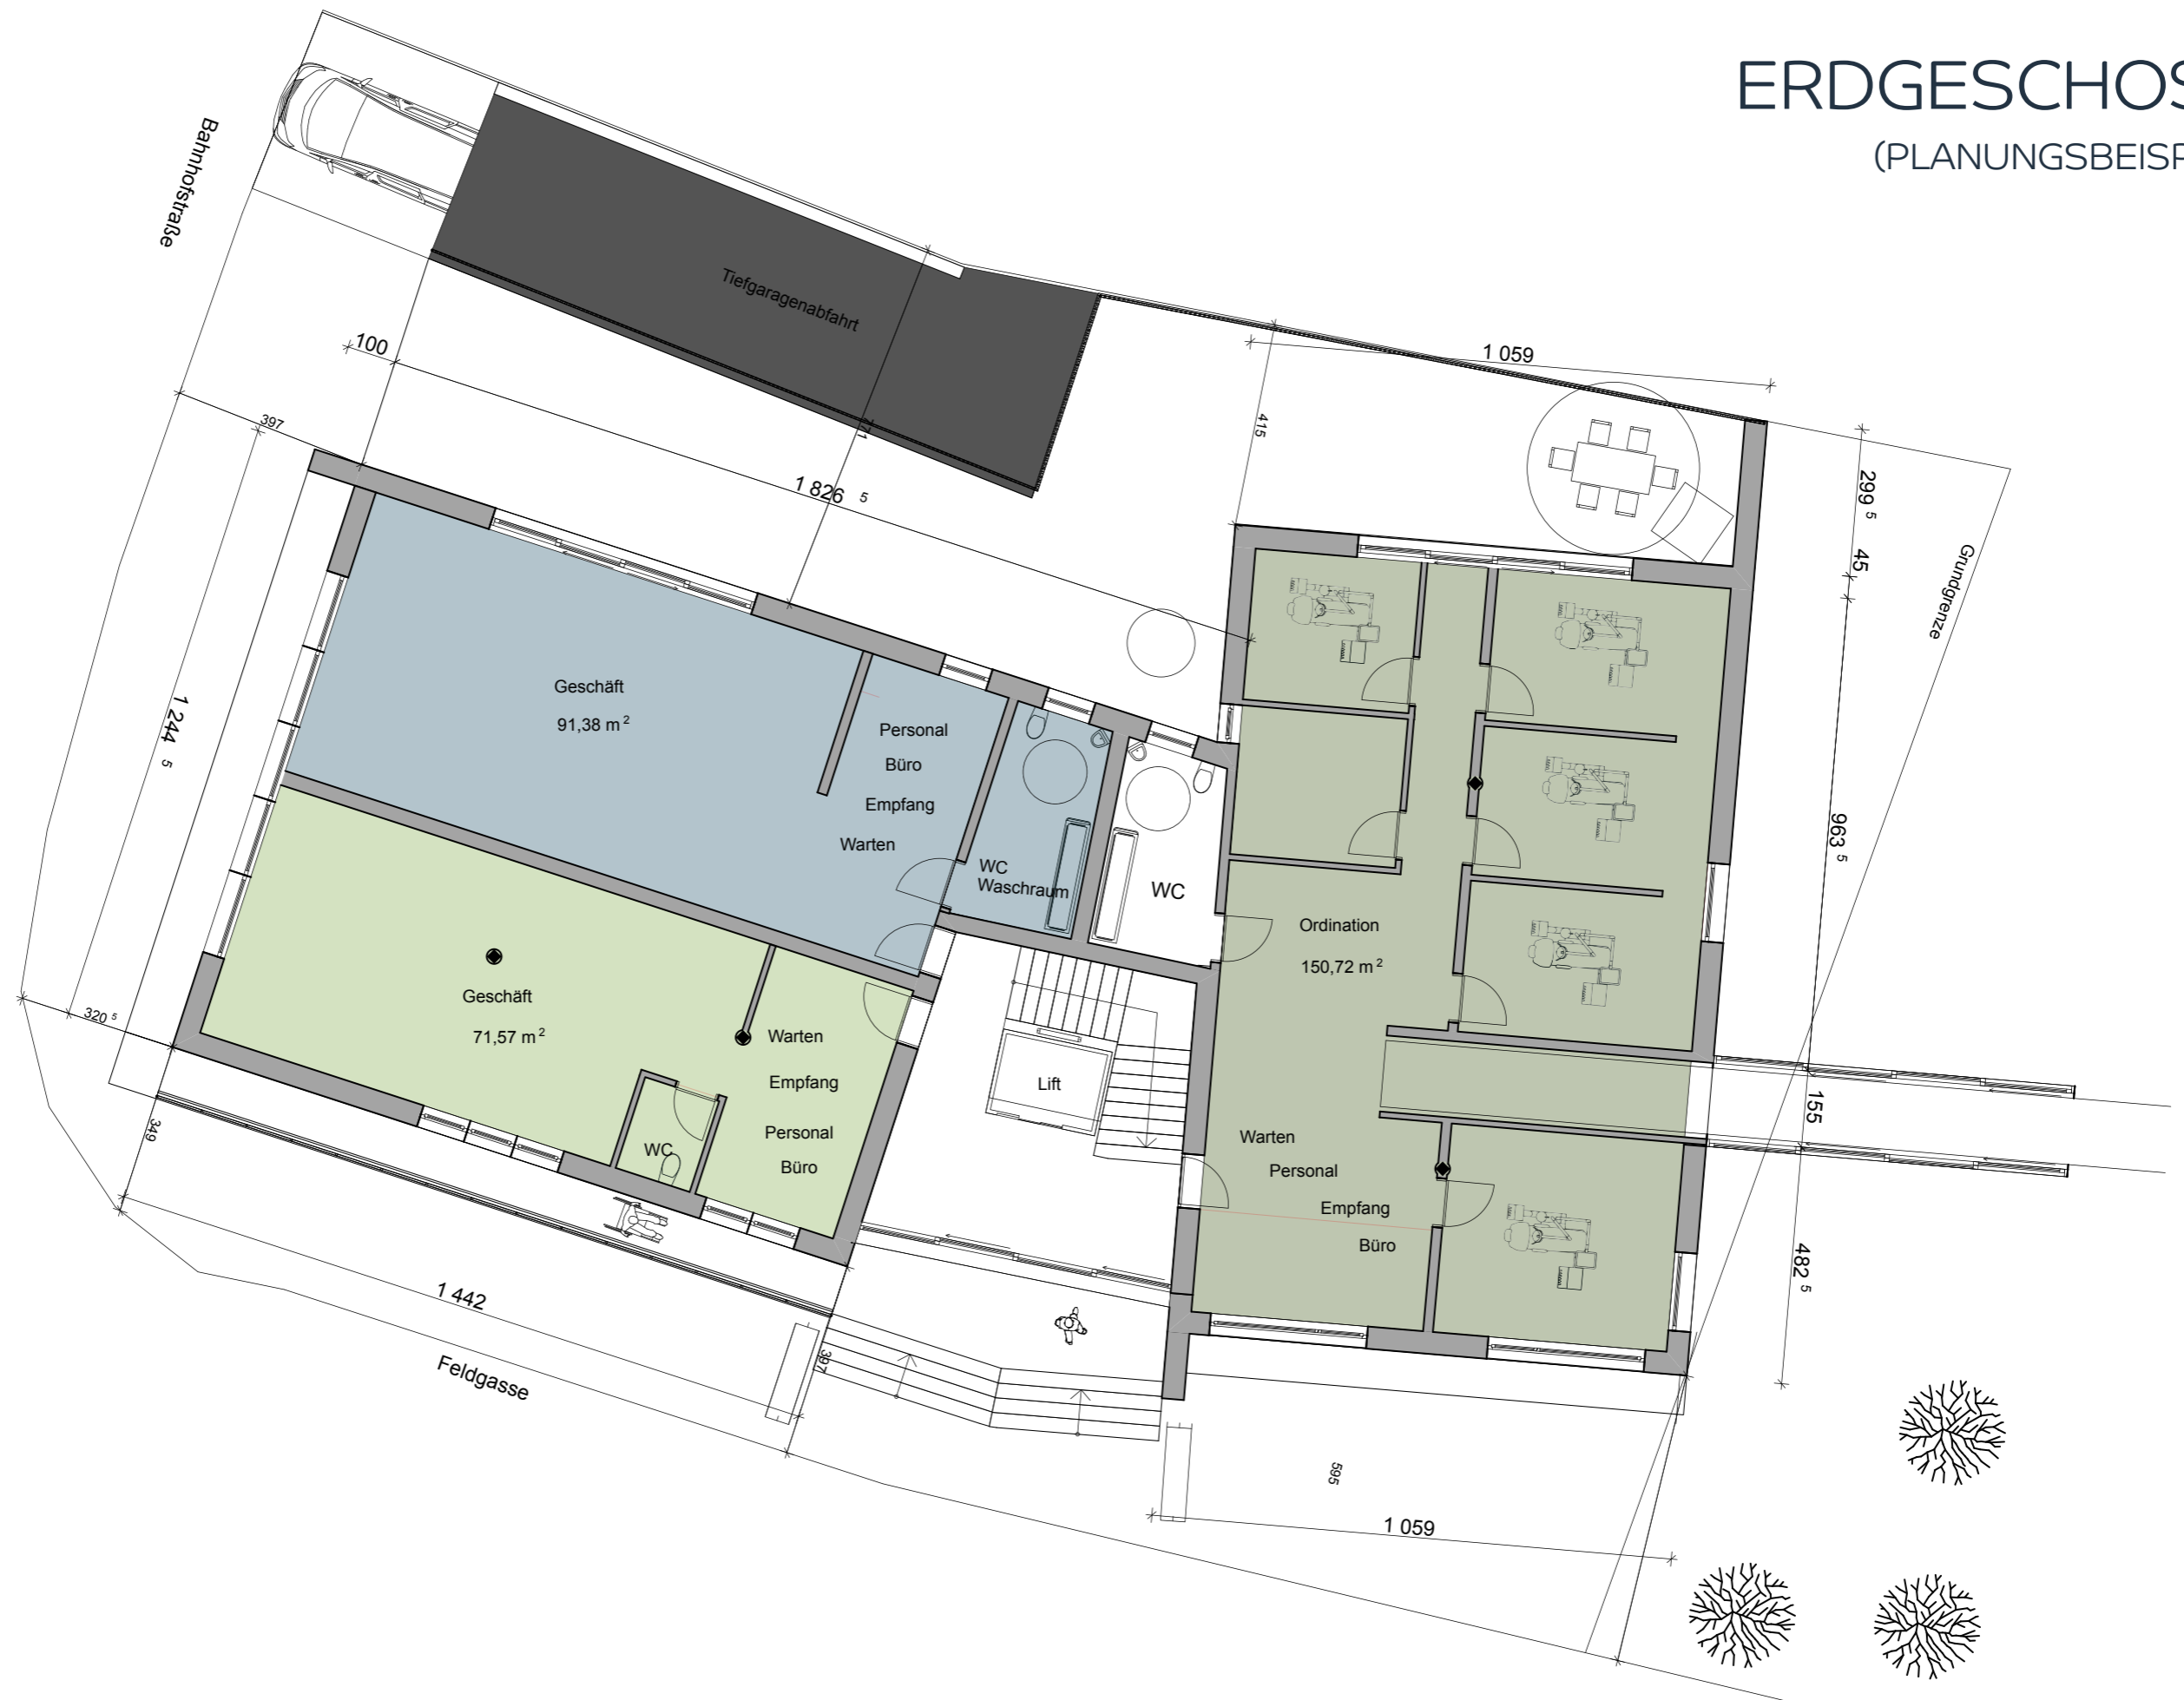 ERDGESCHOS
(PLANUNGSBEISP
Bahnhofstraße
Tiefgaragenabfahrt
100
1 059
397
415
1 826 5
299 5
45
Grundgrenze
1 244 5
Geschäft
91,38 m2
Personal
Büro
Empfang
Warten
WC
Waschraum
WC
963 5
Ordination
150,72 m2
Geschäft
71,57 m2
320 5
Warten
Empfang
Personal
Büro
WC
Lift
349
155
Warten
Personal
Empfang
Büro
482 5
1 442
397
Feldgasse
595
1 059